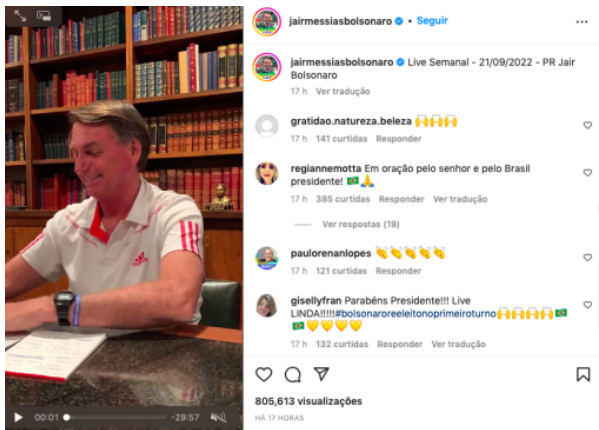 jairmessiasbolsonaro • Seguir
jairmessiasbolsonaro Live Semanal - 21/09/2022 - PR Jair
Bolsonaro
17 h Ver tradução
gratidao.natureza.beleza 🙌🙌🙌
17 h 141 curtidas Responder
regiannemotta Em oração pelo senhor e pelo Brasil
presidente! 🇧🇷🙏
17 h 135 curtidas Responder Ver tradução
Ver respostas (19)
paulorenanlopes 👏👏👏👏👏
17 h 121 curtidas Responder
gisellyfran Parabéns Presidente!!! Live
LINDA!!!!!#bolsonaroreeleitonoprimeiroturno🙌🙌🙌🙌🇧🇷
🇧🇷💛💛💛💛
17 h 132 curtidas Responder Ver tradução
805,613 visualizações
HÁ 17 HORAS
00:01 -29:57
adidas